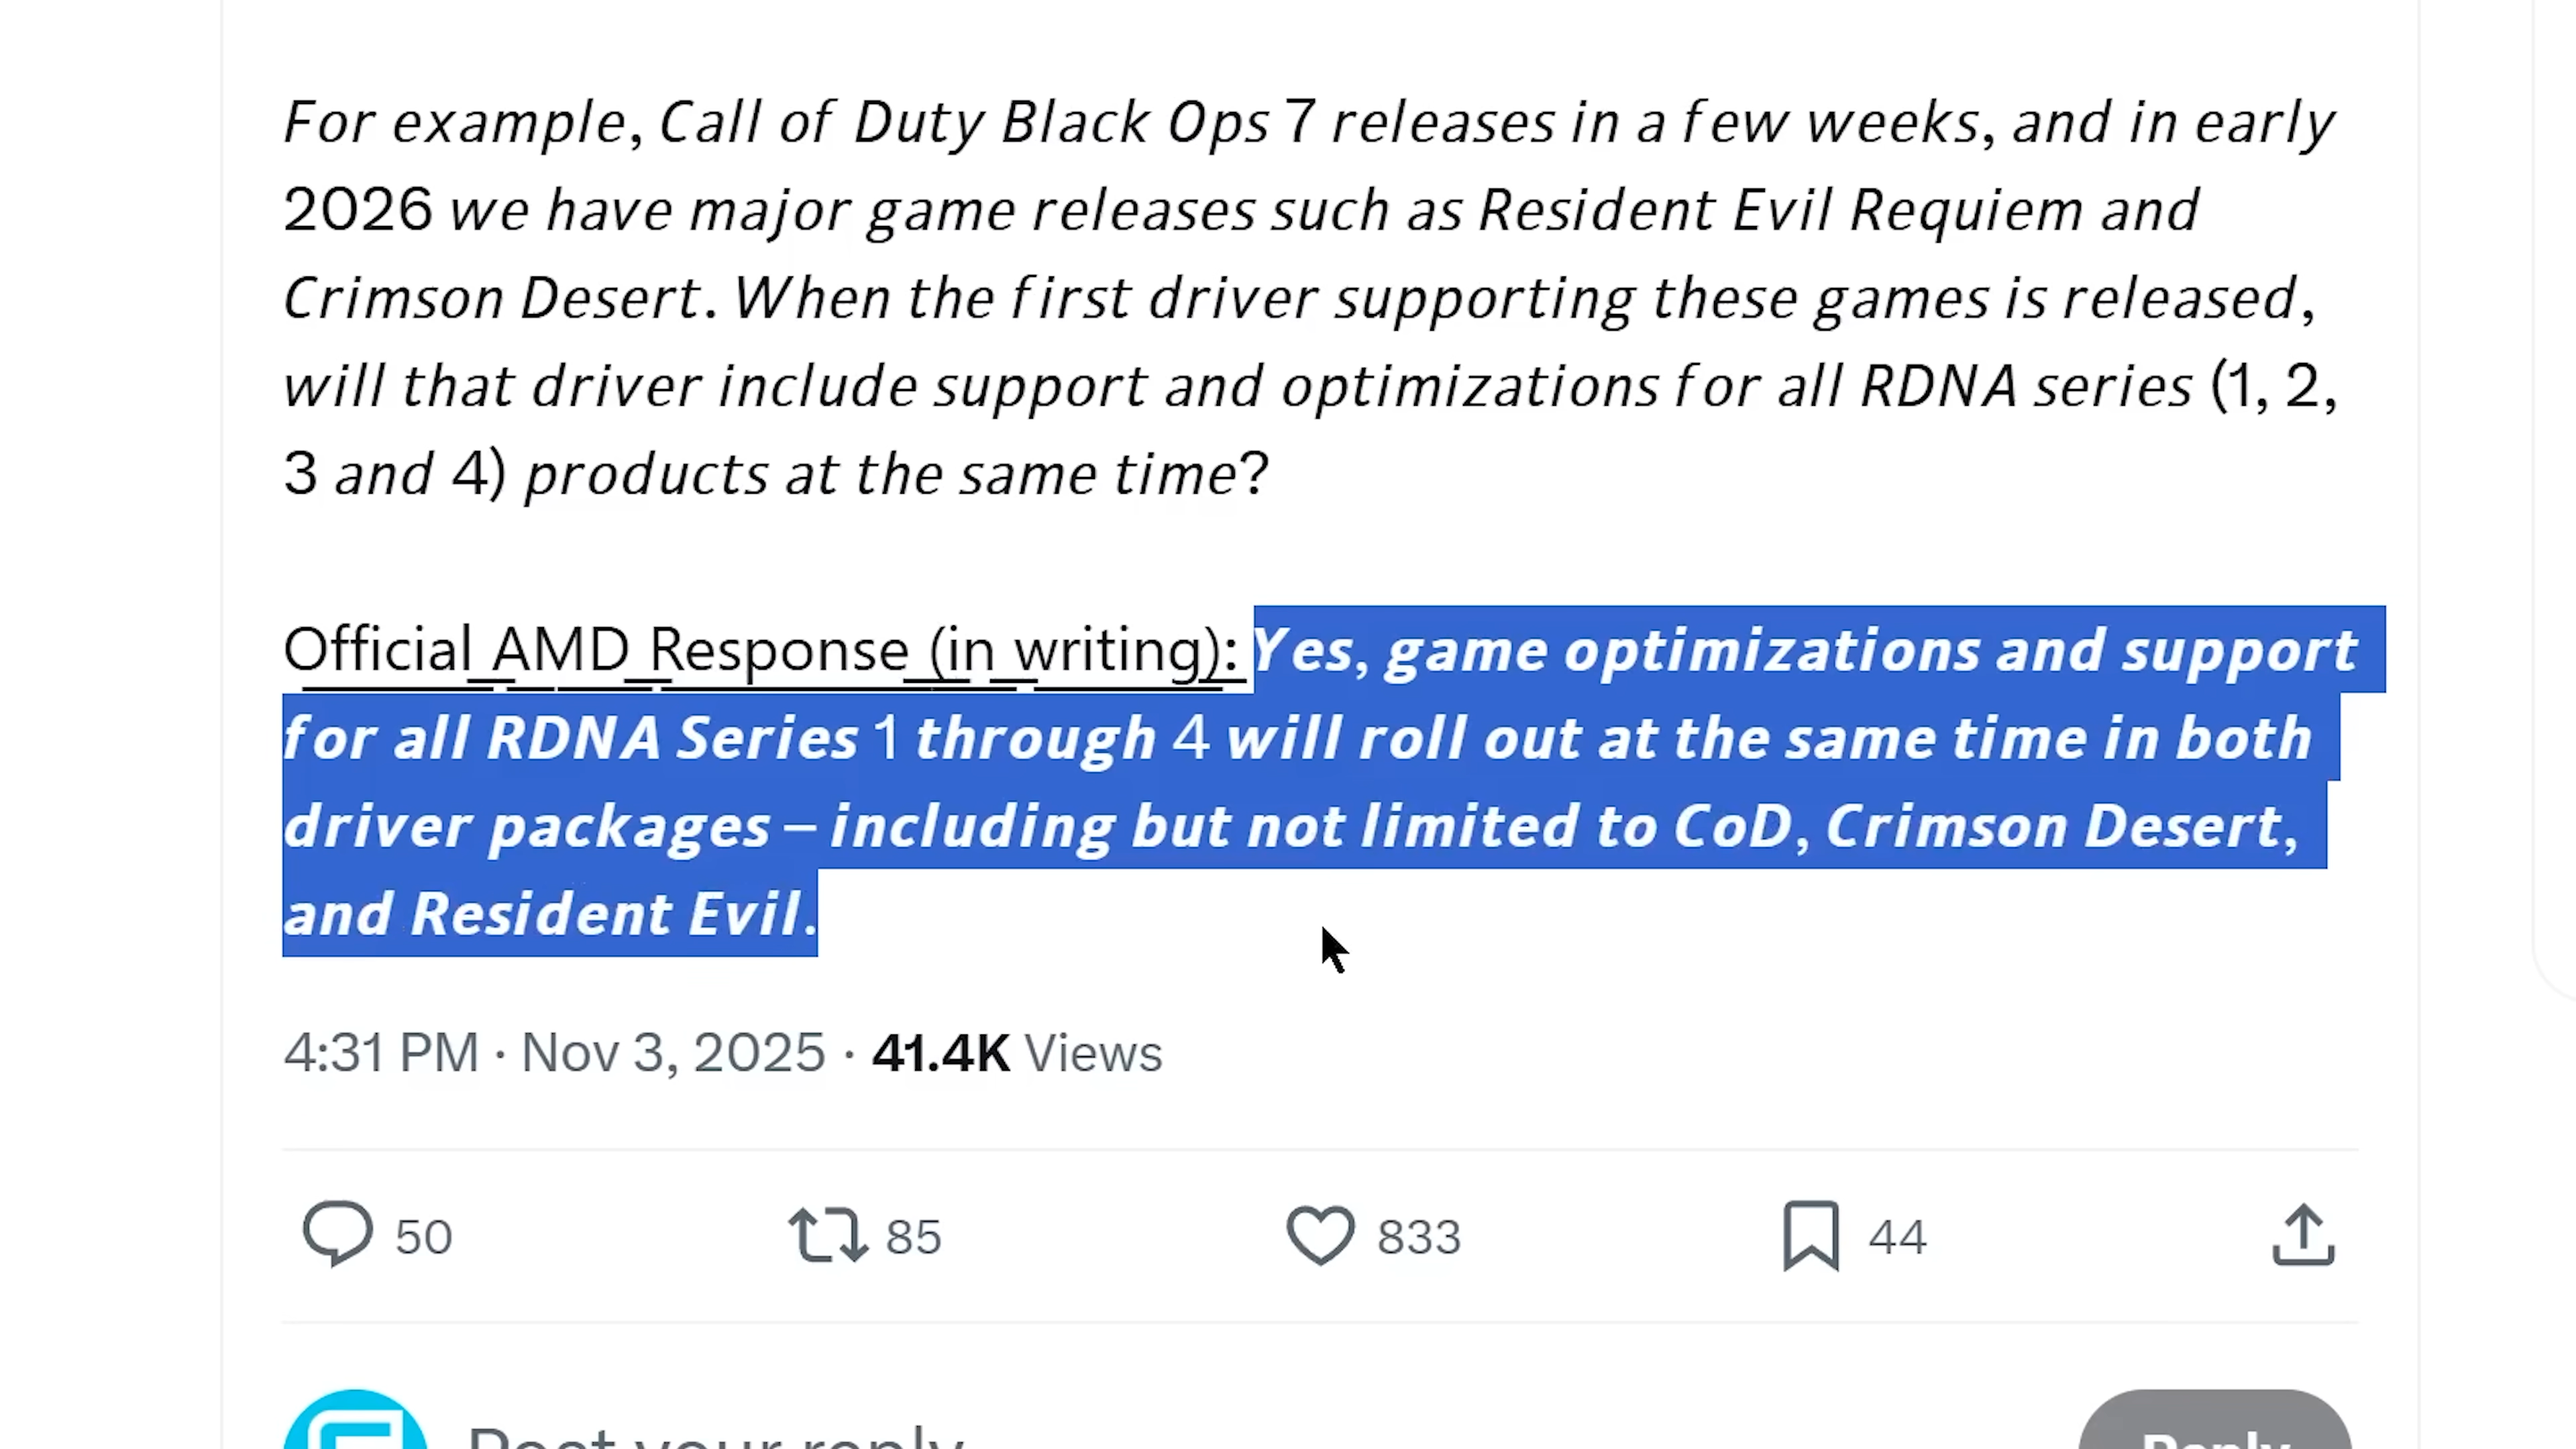 For example, Call of Duty Black Ops 7 releases in a few weeks, and in early
2026 we have major game releases such as Resident Evil Requiem and
Crimson Desert. When the first driver supporting these games is released,
will that driver include support and optimizations for all RDNA series (1, 2,
3 and 4) products at the same time?
Official AMD Response (in writing): Yes, game optimizations and support
for all RDNA Series 1 through 4 will roll out at the same time in both
driver packages – including but not limited to CoD, Crimson Desert,
and Resident Evil.
4:31 PM · Nov 3, 2025 · 41.4K Views
50 85 833 44
Post your reply Reply